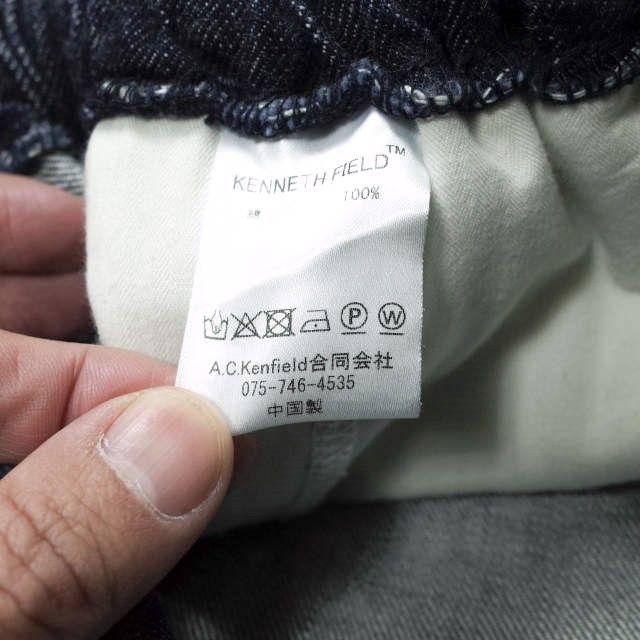 KENNETH FIELD™
綿 100%
P W
A.C.Kenfield合同会社
075-746-4535
中国製